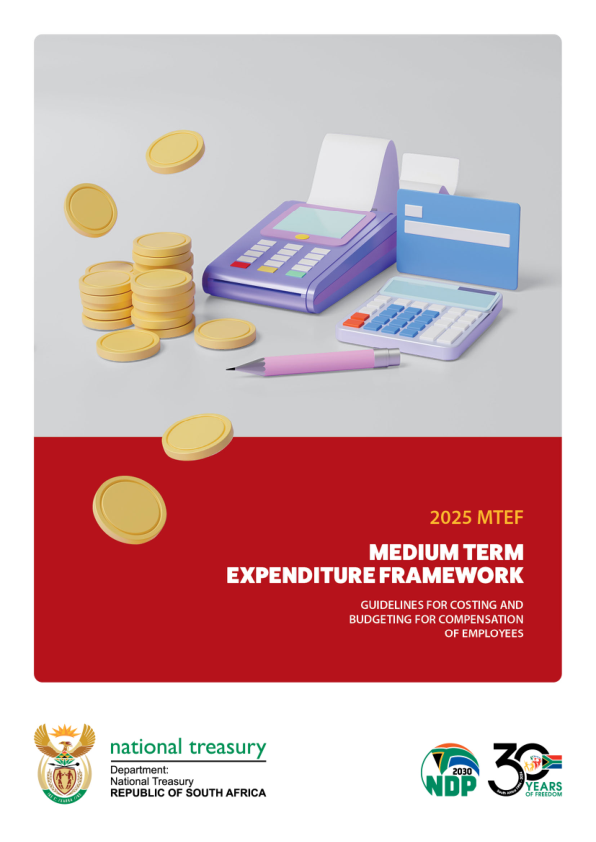 2025 MTEF
MEDIUM TERM
EXPENDITURE FRAMEWORK
GUIDELINES FOR COSTING AND
BUDGETING FOR COMPENSATION
OF EMPLOYEES
national treasury
Department:
National Treasury
REPUBLIC OF SOUTH AFRICA
2030
NDP
30
YEARS
OF FREEDOM